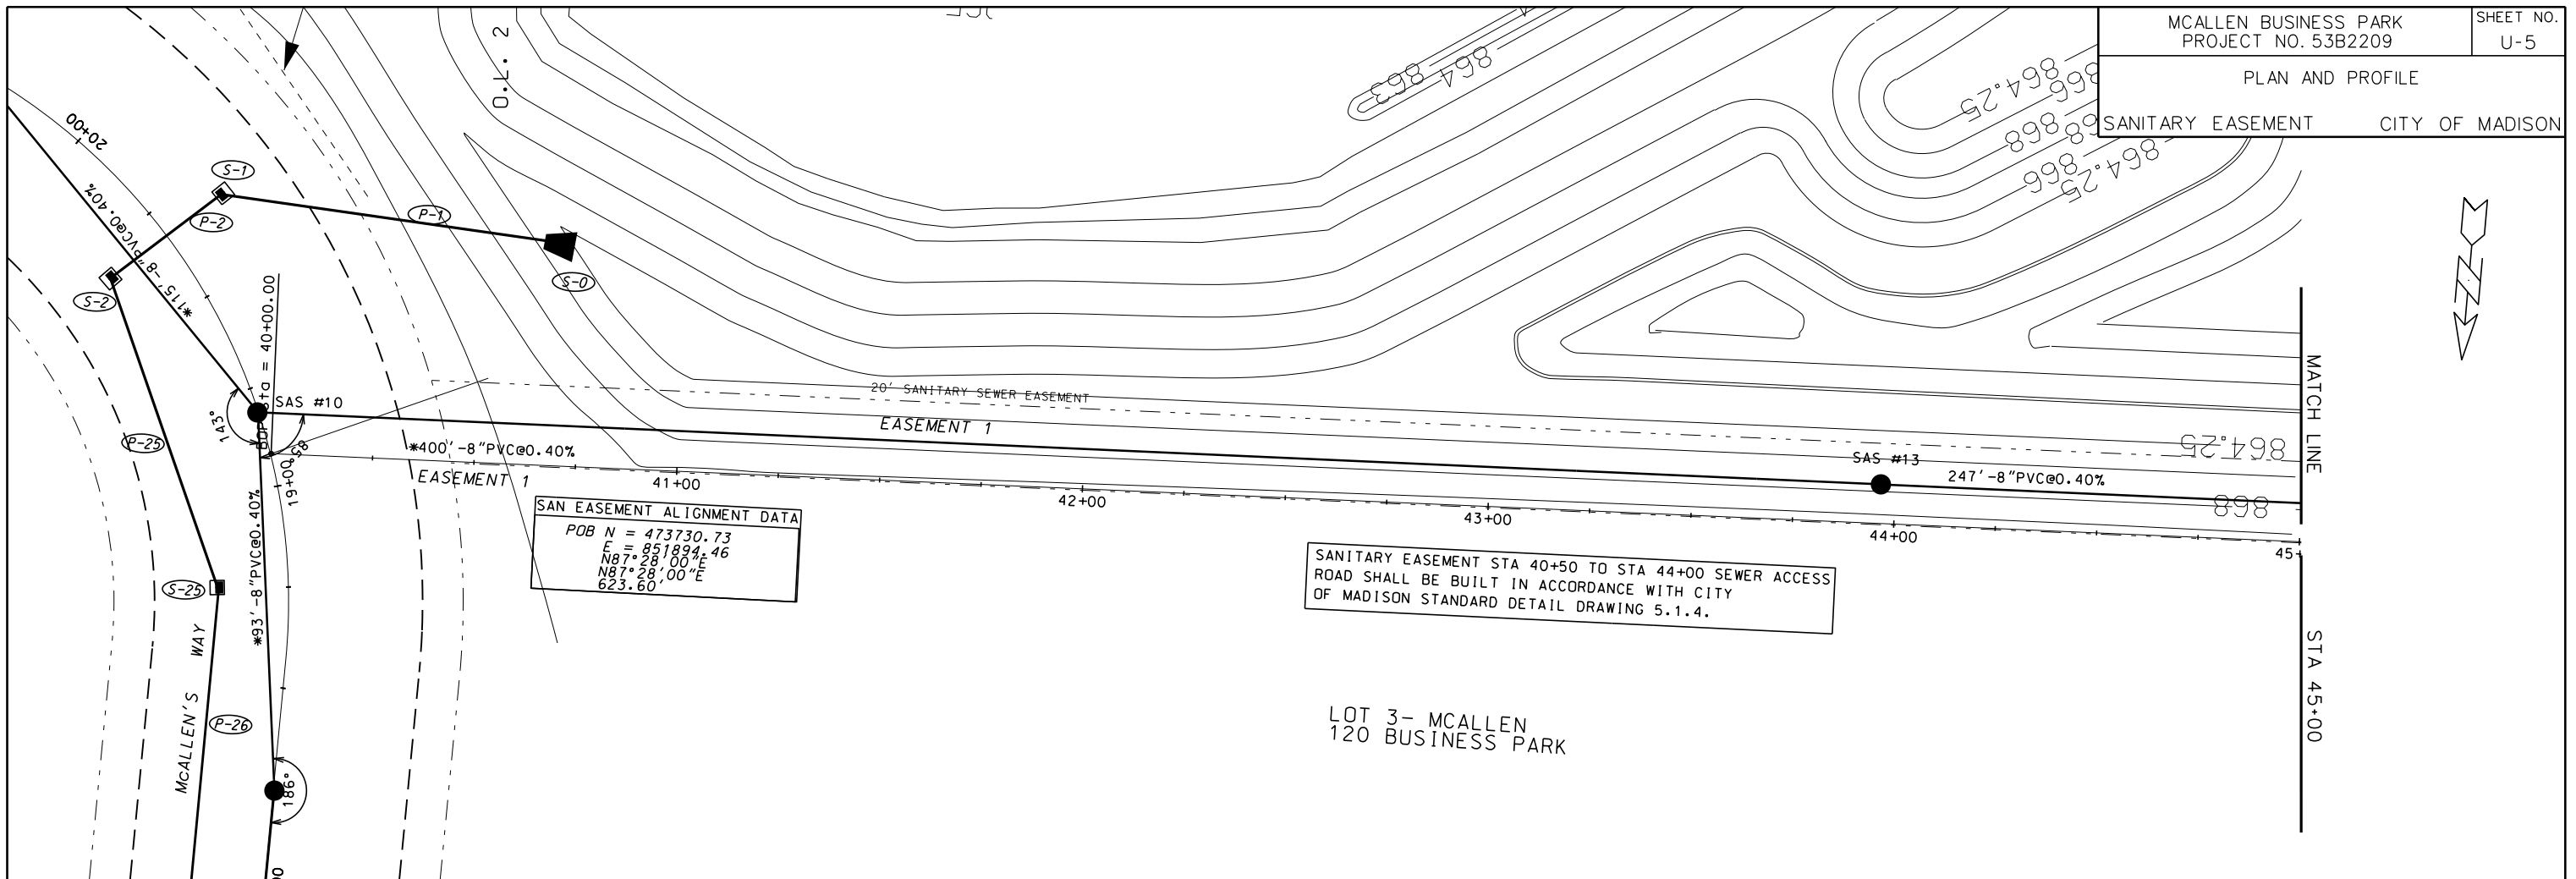 MCALLEN BUSINESS PARK
PROJECT NO. 53B2209
SHEET NO.
U-5
PLAN AND PROFILE
SANITARY EASEMENT
CITY OF MADISON
O.L. 2
863
864
864.25
868
866
864.25
20+00
S-1
P-1
P-2
S-0
S-2
*115'-8"PVC@0.40%
Sta = 40+00.00
SAS #10
143°
85°
19+00
P-25
*400'-8"PVC@0.40%
EASEMENT 1
20' SANITARY SEWER EASEMENT
EASEMENT 1
41+00
42+00
43+00
44+00
45+
SAS #13
247'-8"PVC@0.40%
864.25
868
MATCH LINE
STA 45+00
SAN EASEMENT ALIGNMENT DATA
POB N = 473730.73
E = 851894.46
N87°28'00"E
N87°28'00"E
623.60'
SANITARY EASEMENT STA 40+50 TO STA 44+00 SEWER ACCESS
ROAD SHALL BE BUILT IN ACCORDANCE WITH CITY
OF MADISON STANDARD DETAIL DRAWING 5.1.4.
S-25
*93'-8"PVC@0.40%
MCALLEN'S WAY
P-26
186°
LOT 3- MCALLEN
120 BUSINESS PARK